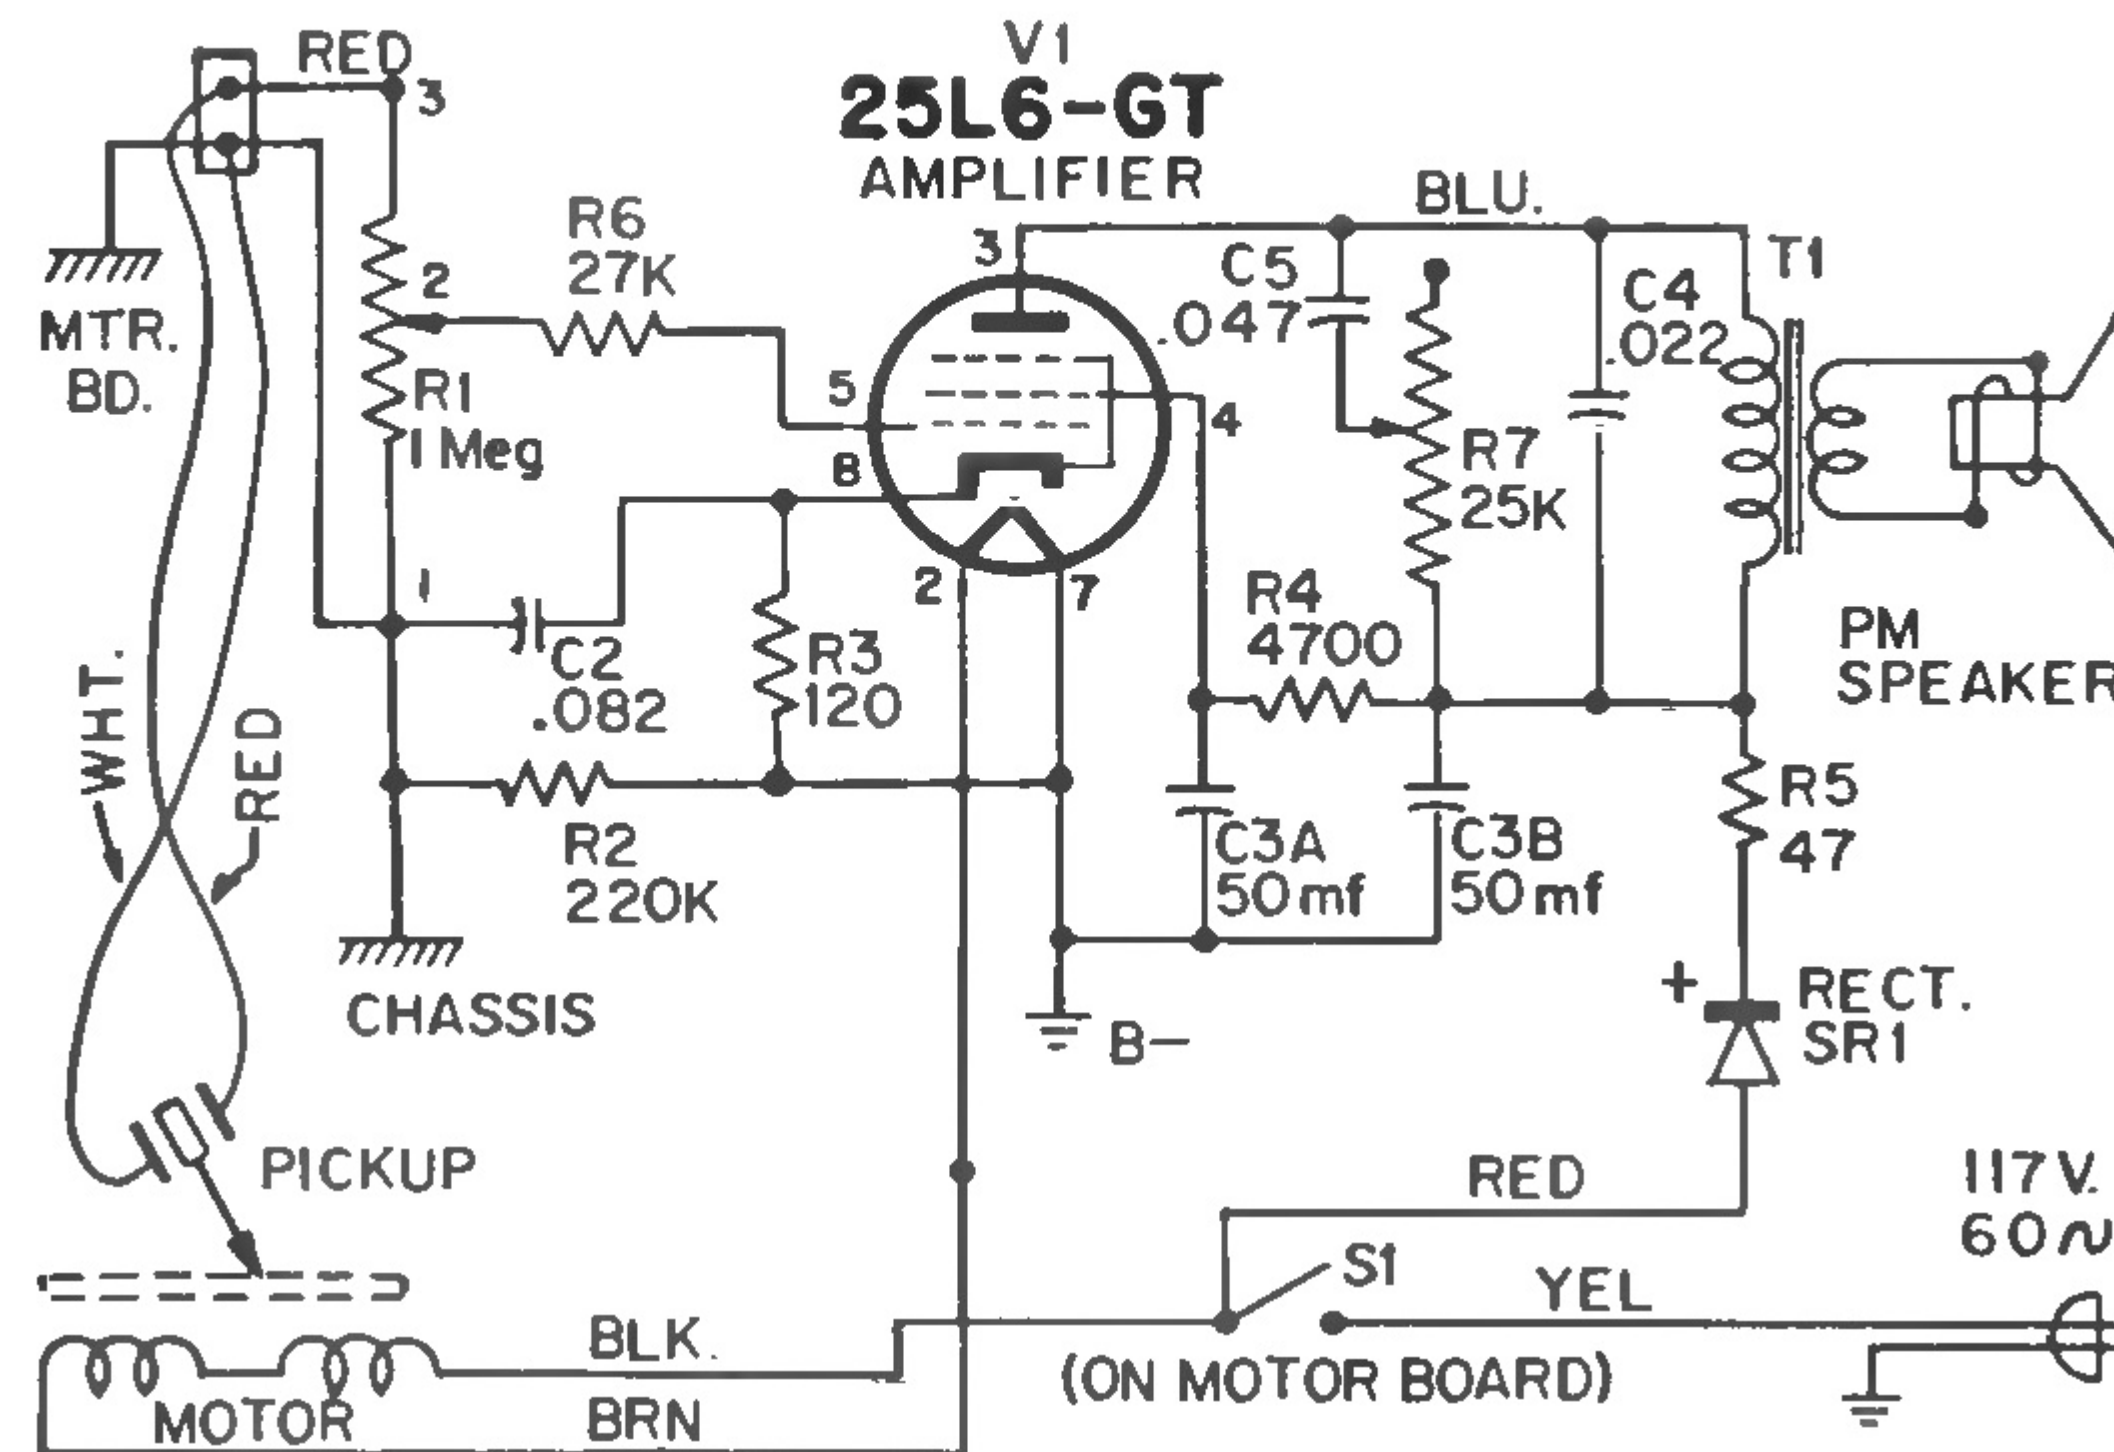 RED
3
V1
25L6-GT
AMPLIFIER
BLU.
R6
27K
2
3
C5
.047
T1
C4
.022
MTR.
BD.
R1
1 Meg
5
4
8
R7
25K
1
2
7
C2
.082
R3
120
R4
4700
PM
SPEAKER
WHT.
RED
R2
220K
C3A
50mf
C3B
50mf
R5
47
CHASSIS
B−
+
RECT.
SR1
PICKUP
RED
117V.
60∿
S1
YEL
BLK.
(ON MOTOR BOARD)
MOTOR
BRN